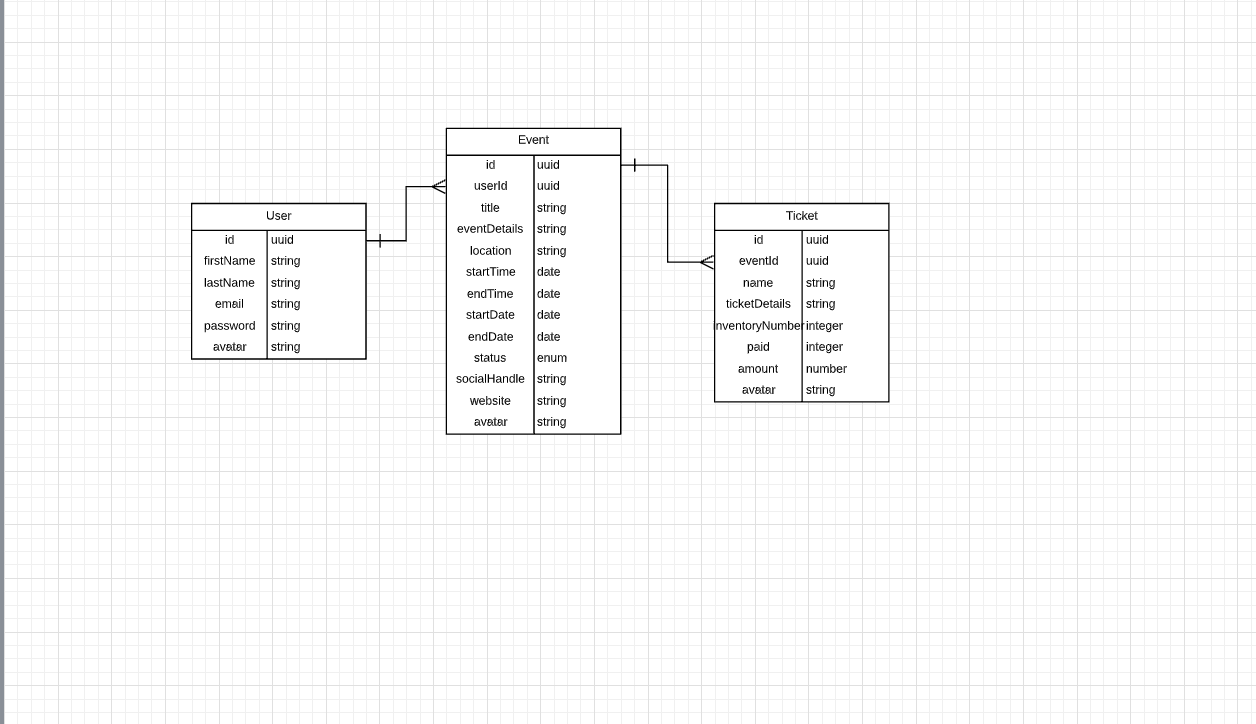 User
id uuid
firstName string
lastName string
email string
password string
avatar string
Event
id uuid
userId uuid
title string
eventDetails string
location string
startTime date
endTime date
startDate date
endDate date
status enum
socialHandle string
website string
avatar string
Ticket
id uuid
eventId uuid
name string
ticketDetails string
inventoryNumber integer
paid integer
amount number
avatar string